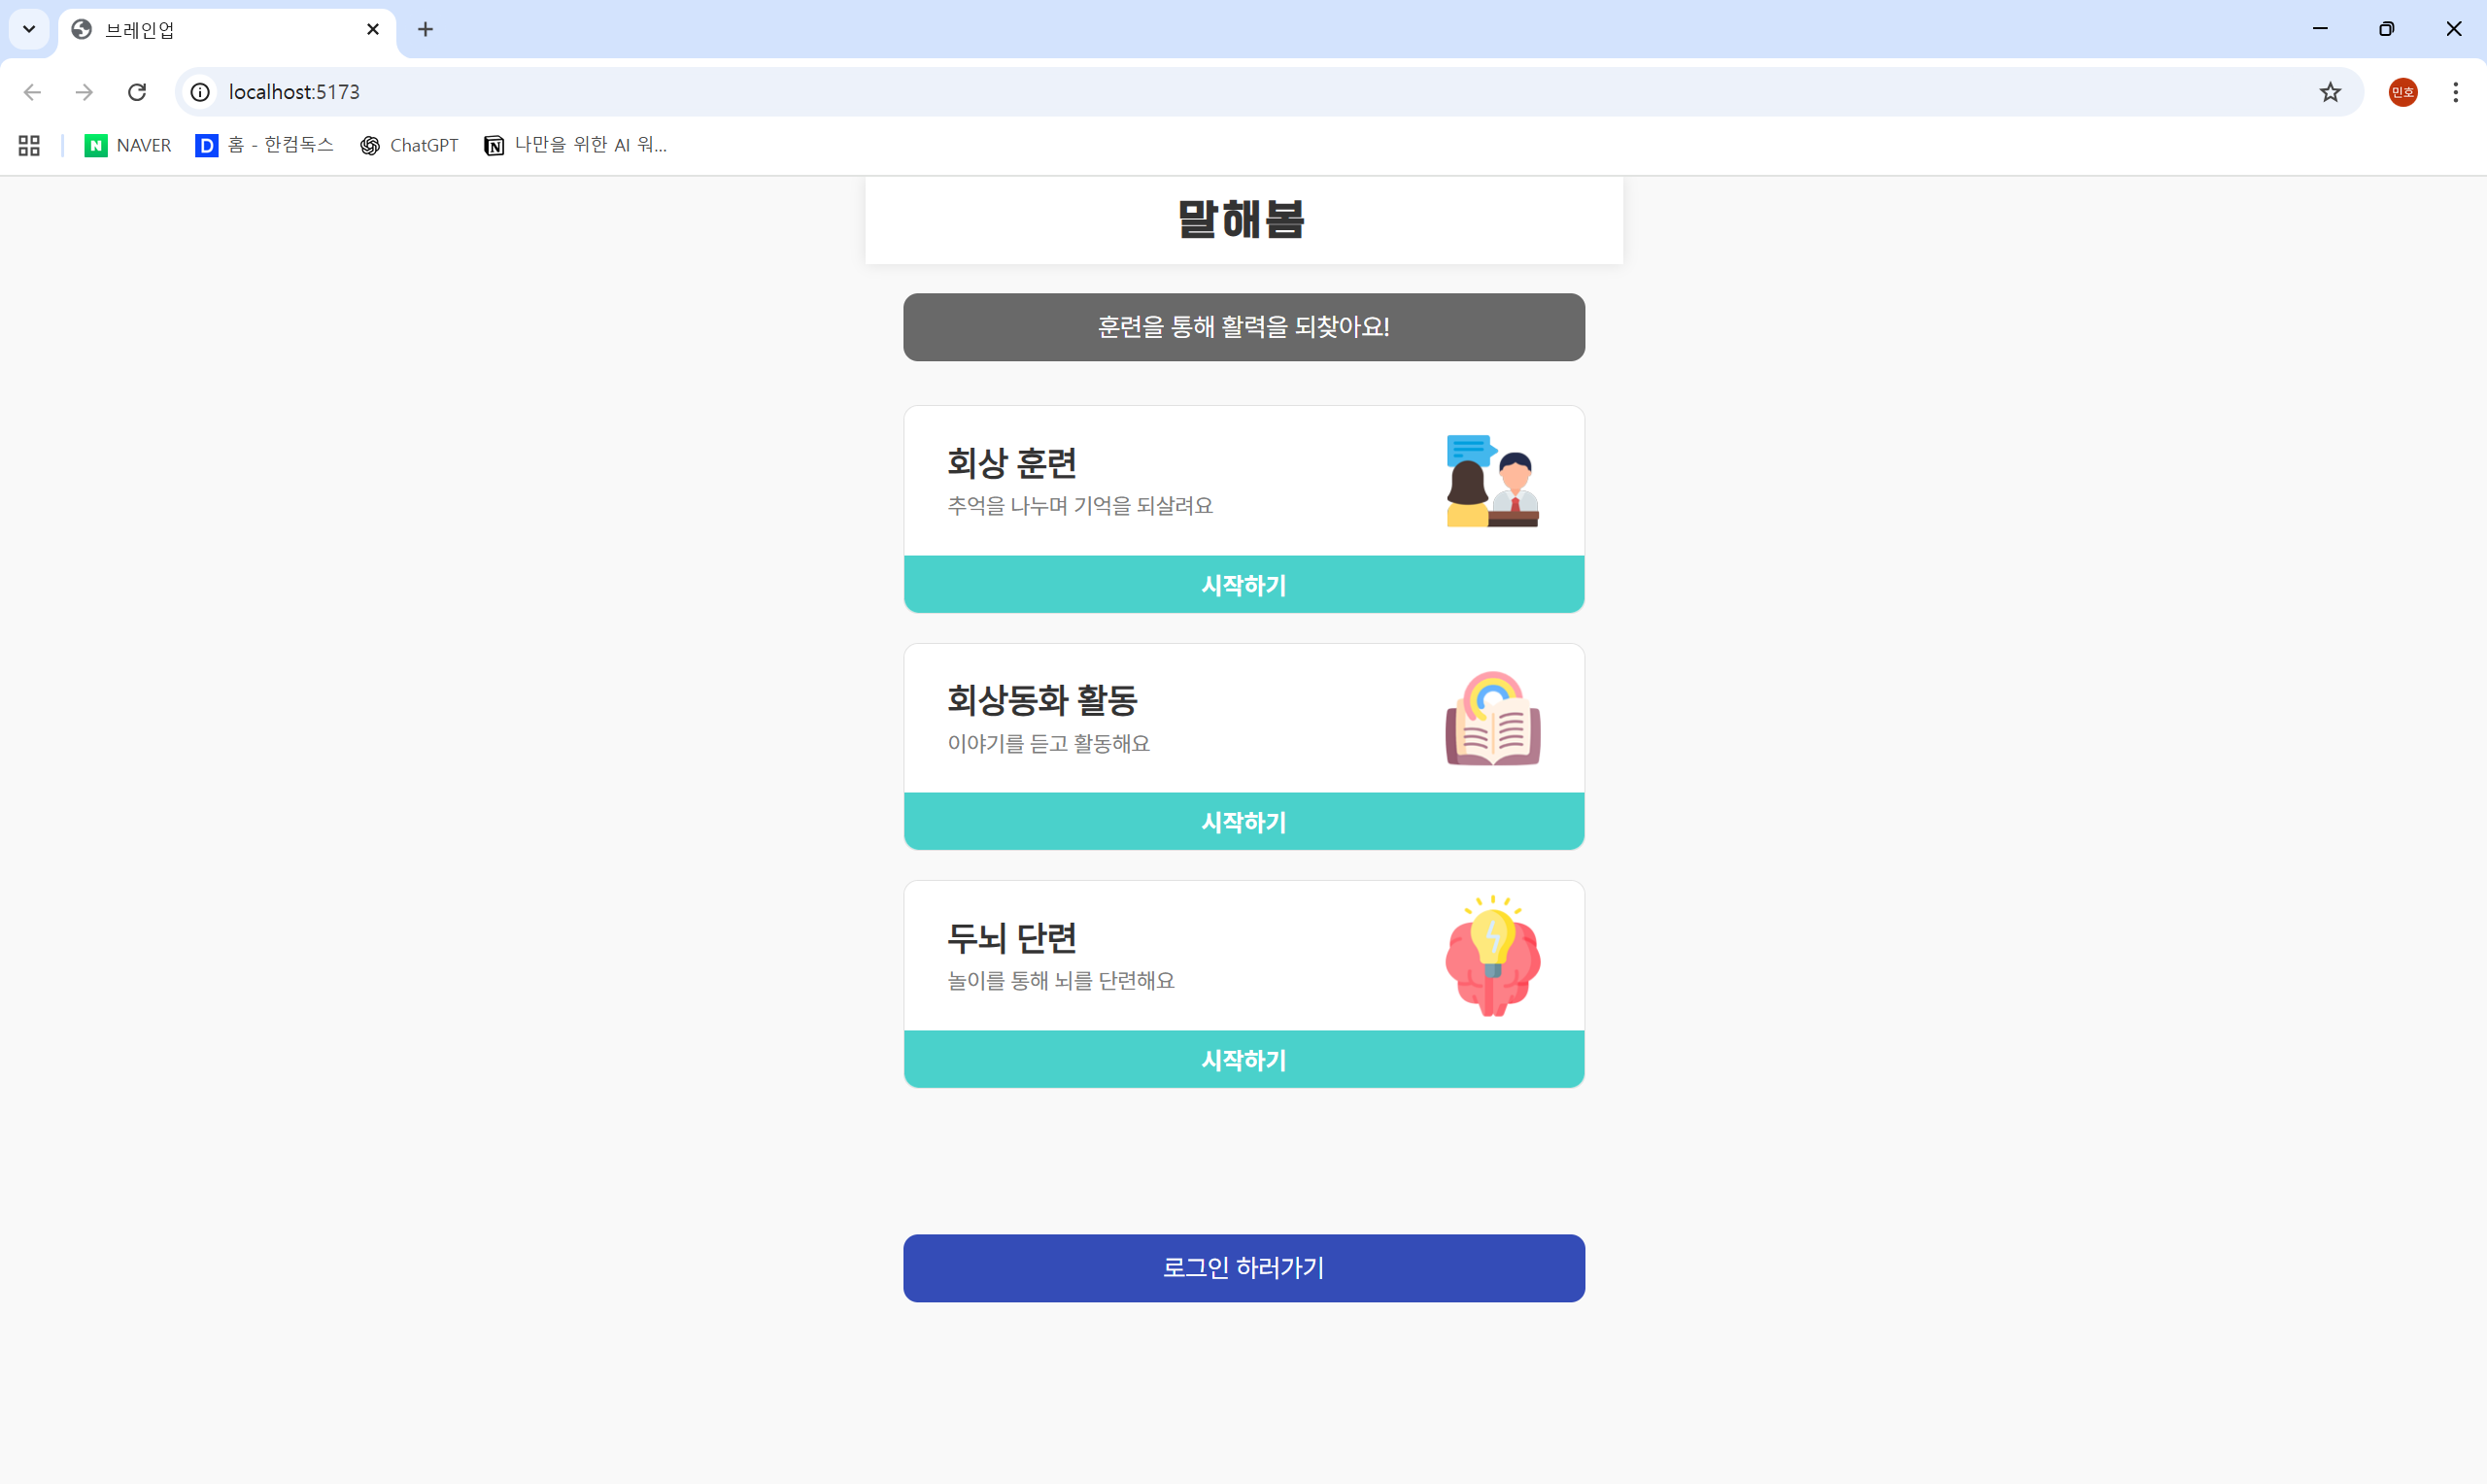 브레인업
localhost:5173
민호
NAVER
D 홈 - 한컴독스
ChatGPT
나만을 위한 AI 워...
말해봄
훈련을 통해 활력을 되찾아요!
회상 훈련
추억을 나누며 기억을 되살려요
시작하기
회상동화 활동
이야기를 듣고 활동해요
시작하기
두뇌 단련
놀이를 통해 뇌를 단련해요
시작하기
로그인 하러가기